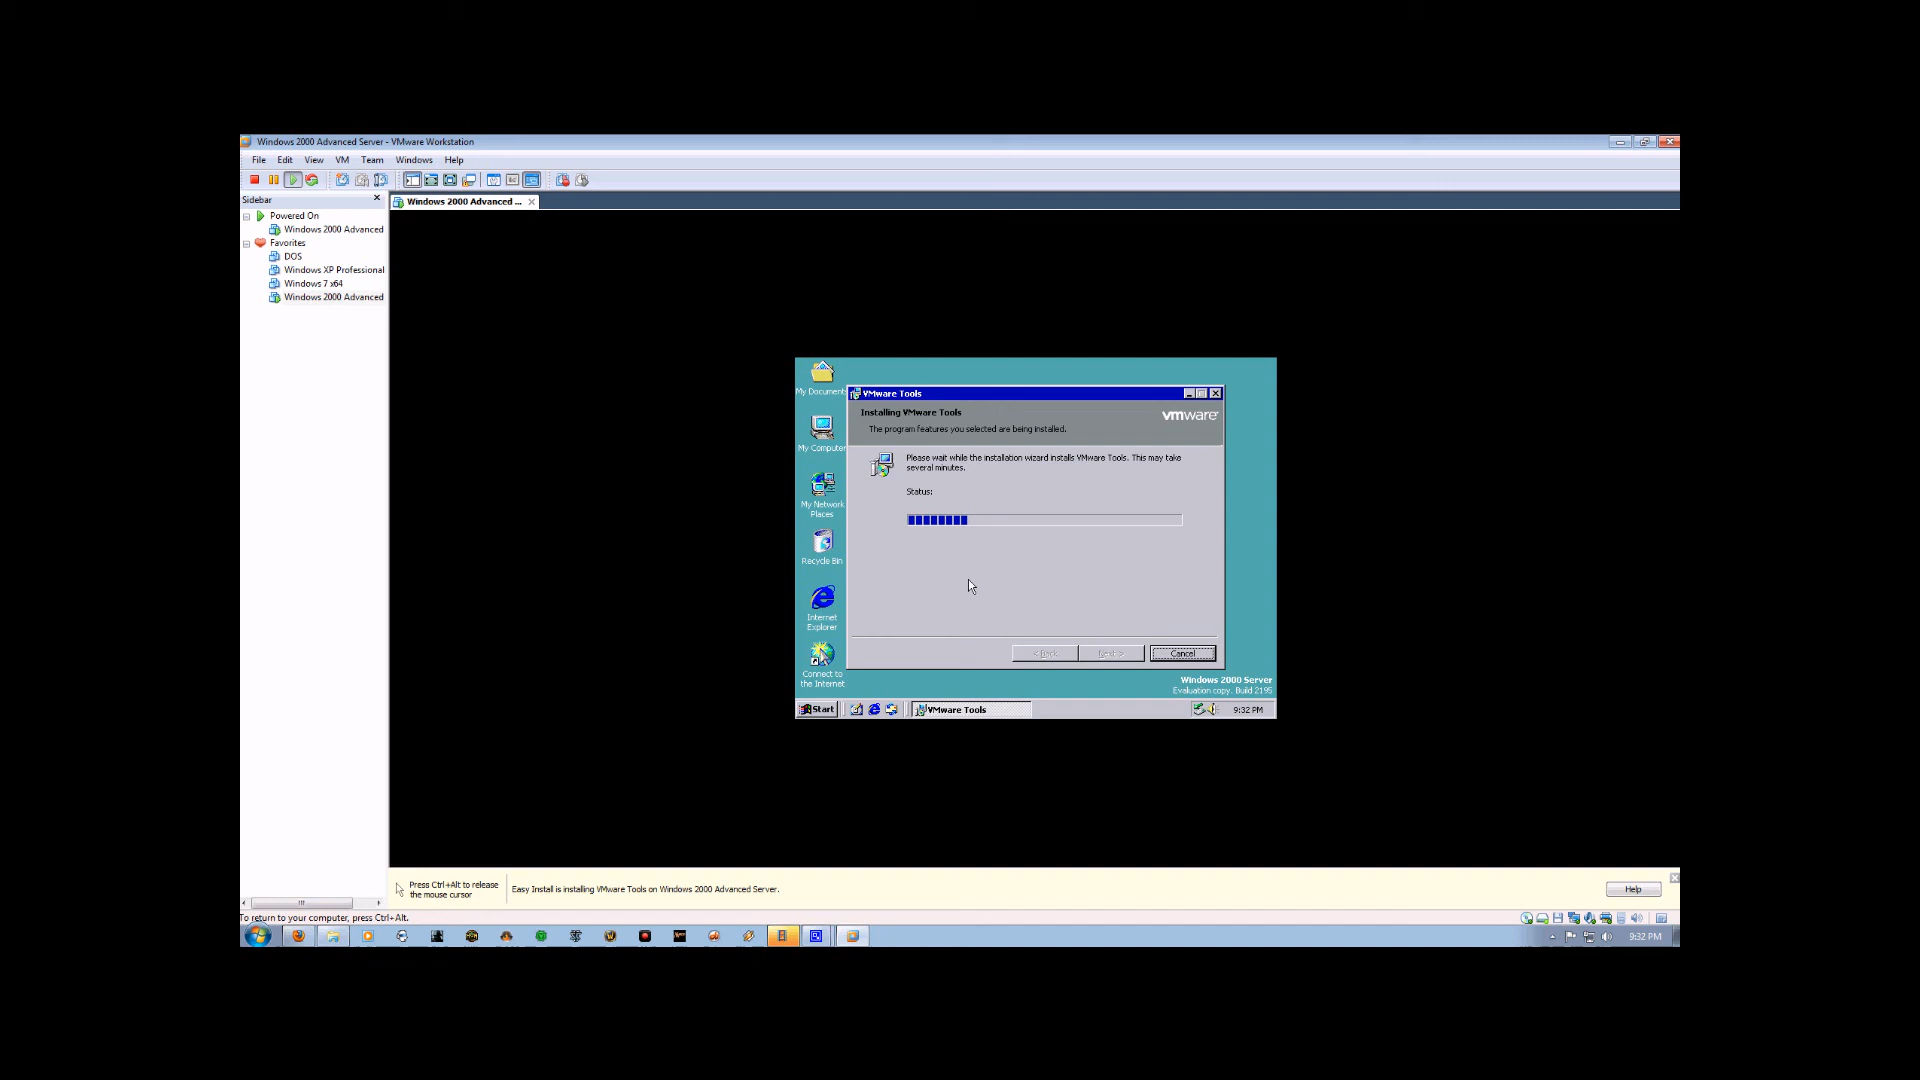 Windows 2000 Advanced Server - VMware Workstation
File Edit View VM Team Windows Help
Sidebar
Windows 2000 Advanced ...
Powered On
Windows 2000 Advanced
Favorites
DOS
Windows XP Professional
Windows 7 x64
Windows 2000 Advanced
My Document
My Computer
My Network
Places
Recycle Bin
Internet
Explorer
Connect to
the Internet
VMware Tools
Installing VMware Tools
vmware
The program features you selected are being installed.
Please wait while the installation wizard installs VMware Tools. This may take
several minutes.
Status:
< Back Next > Cancel
Windows 2000 Server
Evaluation copy. Build 2195
Start VMware Tools 9:32 PM
Press Ctrl+Alt to release
the mouse cursor
Easy Install is installing VMware Tools on Windows 2000 Advanced Server.
Help
To return to your computer, press Ctrl+Alt.
9:32 PM